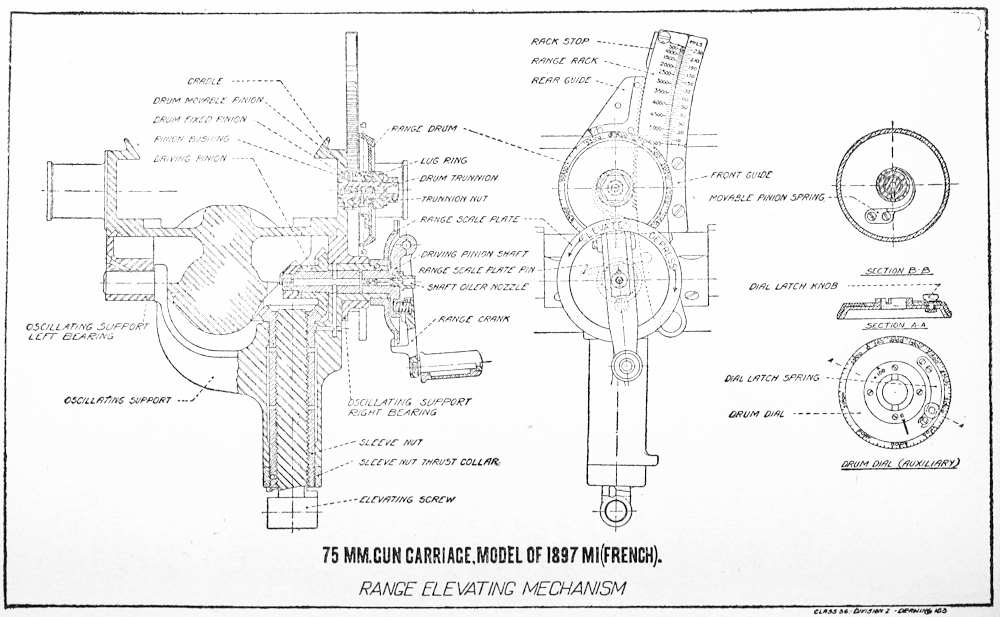 CRADLE
DRUM MOVABLE PINION
DRUM FIXED PINION
PINION BUSHING
DRIVING PINION
OSCILLATING SUPPORT
LEFT BEARING
OSCILLATING SUPPORT
RANGE DRUM
LUG RING
DRUM TRUNNION
TRUNNION NUT
RANGE SCALE PLATE
DRIVING PINION SHAFT
RANGE SCALE PLATE PIN
SHAFT OILER NOZZLE
RANGE CRANK
OSCILLATING SUPPORT
RIGHT BEARING
SLEEVE NUT
SLEEVE NUT THRUST COLLAR
ELEVATING SCREW
RACK STOP
RANGE RACK
REAR GUIDE
MILS
FRONT GUIDE
MOVABLE PINION SPRING
SECTION B-B
DIAL LATCH KNOB
SECTION A-A
DIAL LATCH SPRING
DRUM DIAL
A
A
DRUM DIAL (AUXILIARY)
75 MM. GUN CARRIAGE, MODEL OF 1897 MI (FRENCH).
RANGE ELEVATING MECHANISM
CLASS 36 · DIVISION 2 · DRAWING 103